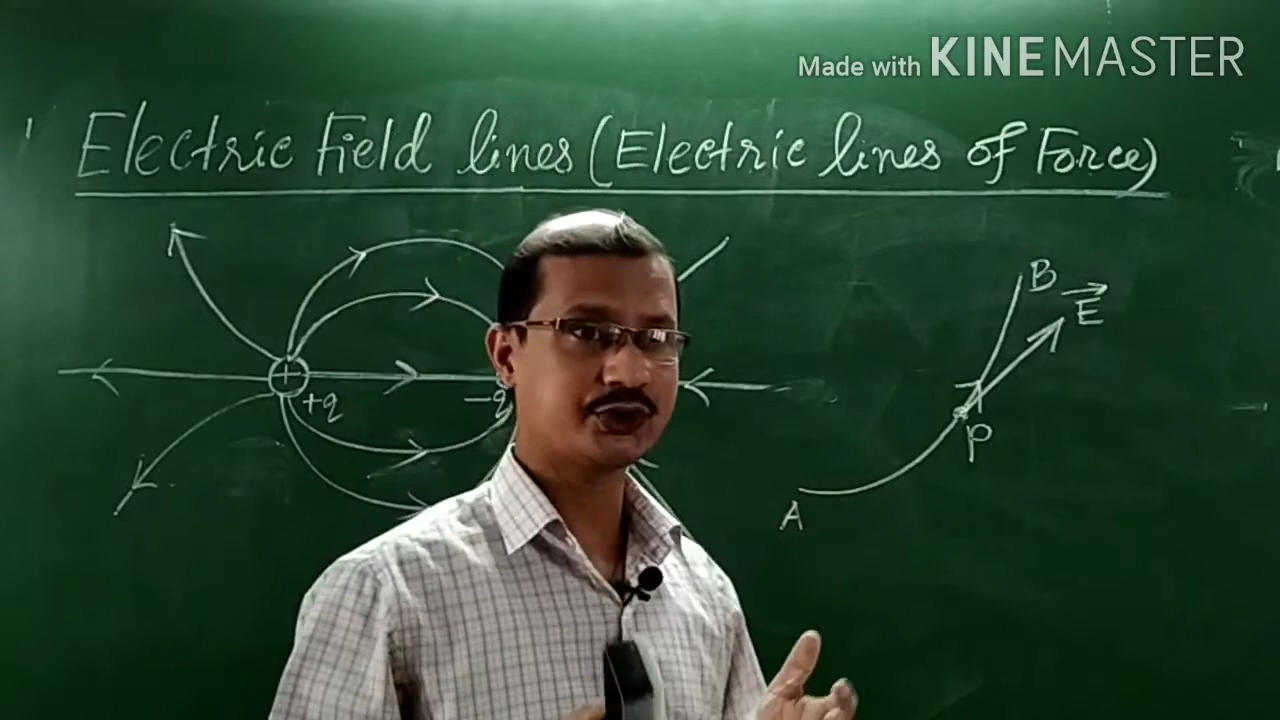 Made with KINEMASTER
Electric Field lines (Electric lines of Force)
B
E
+
+q
-q
P
A